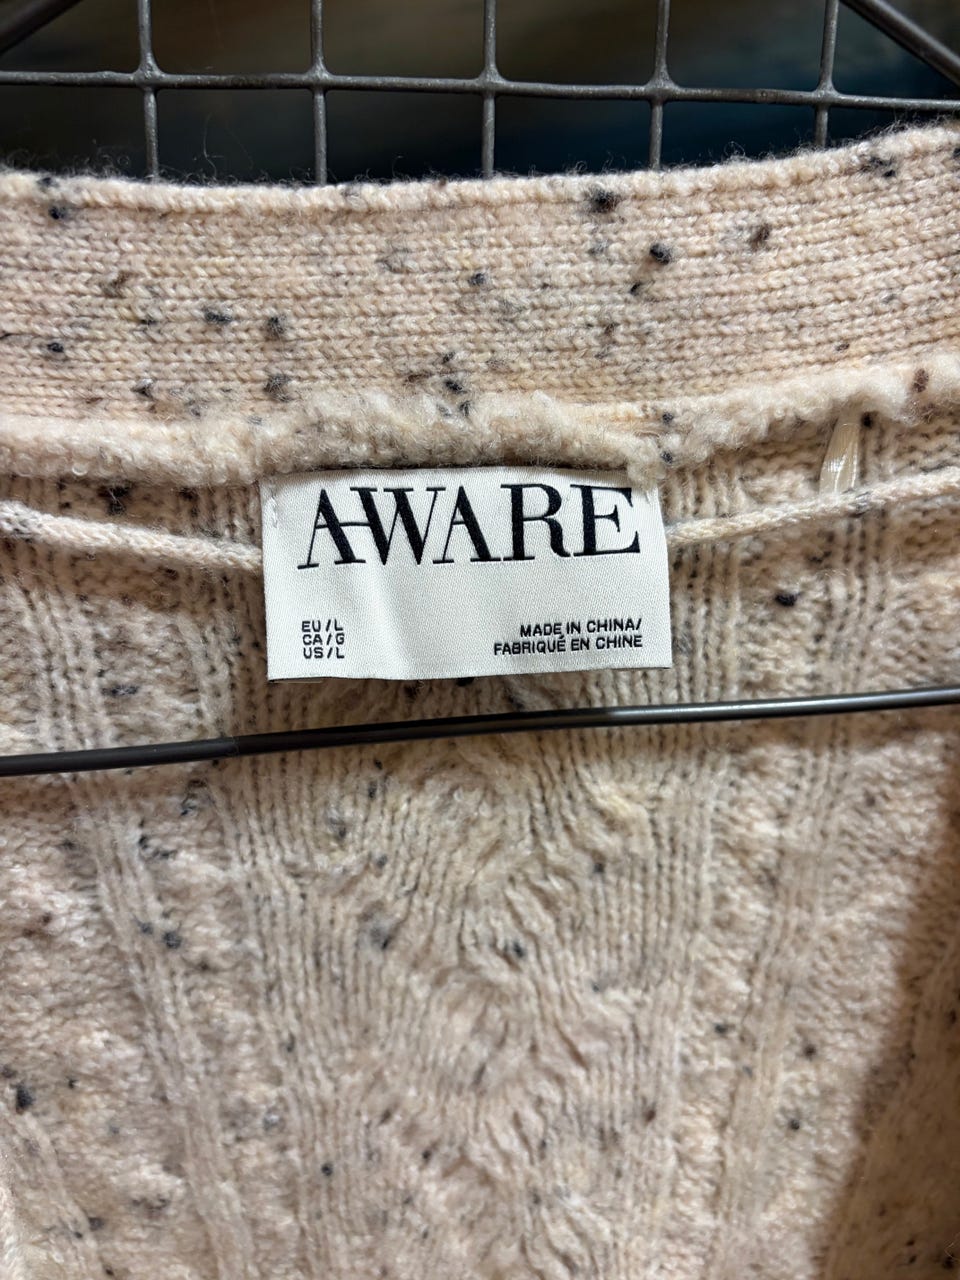 AWARE
EU/L
CA/G
US/L
MADE IN CHINA/
FABRIQUÉ EN CHINE